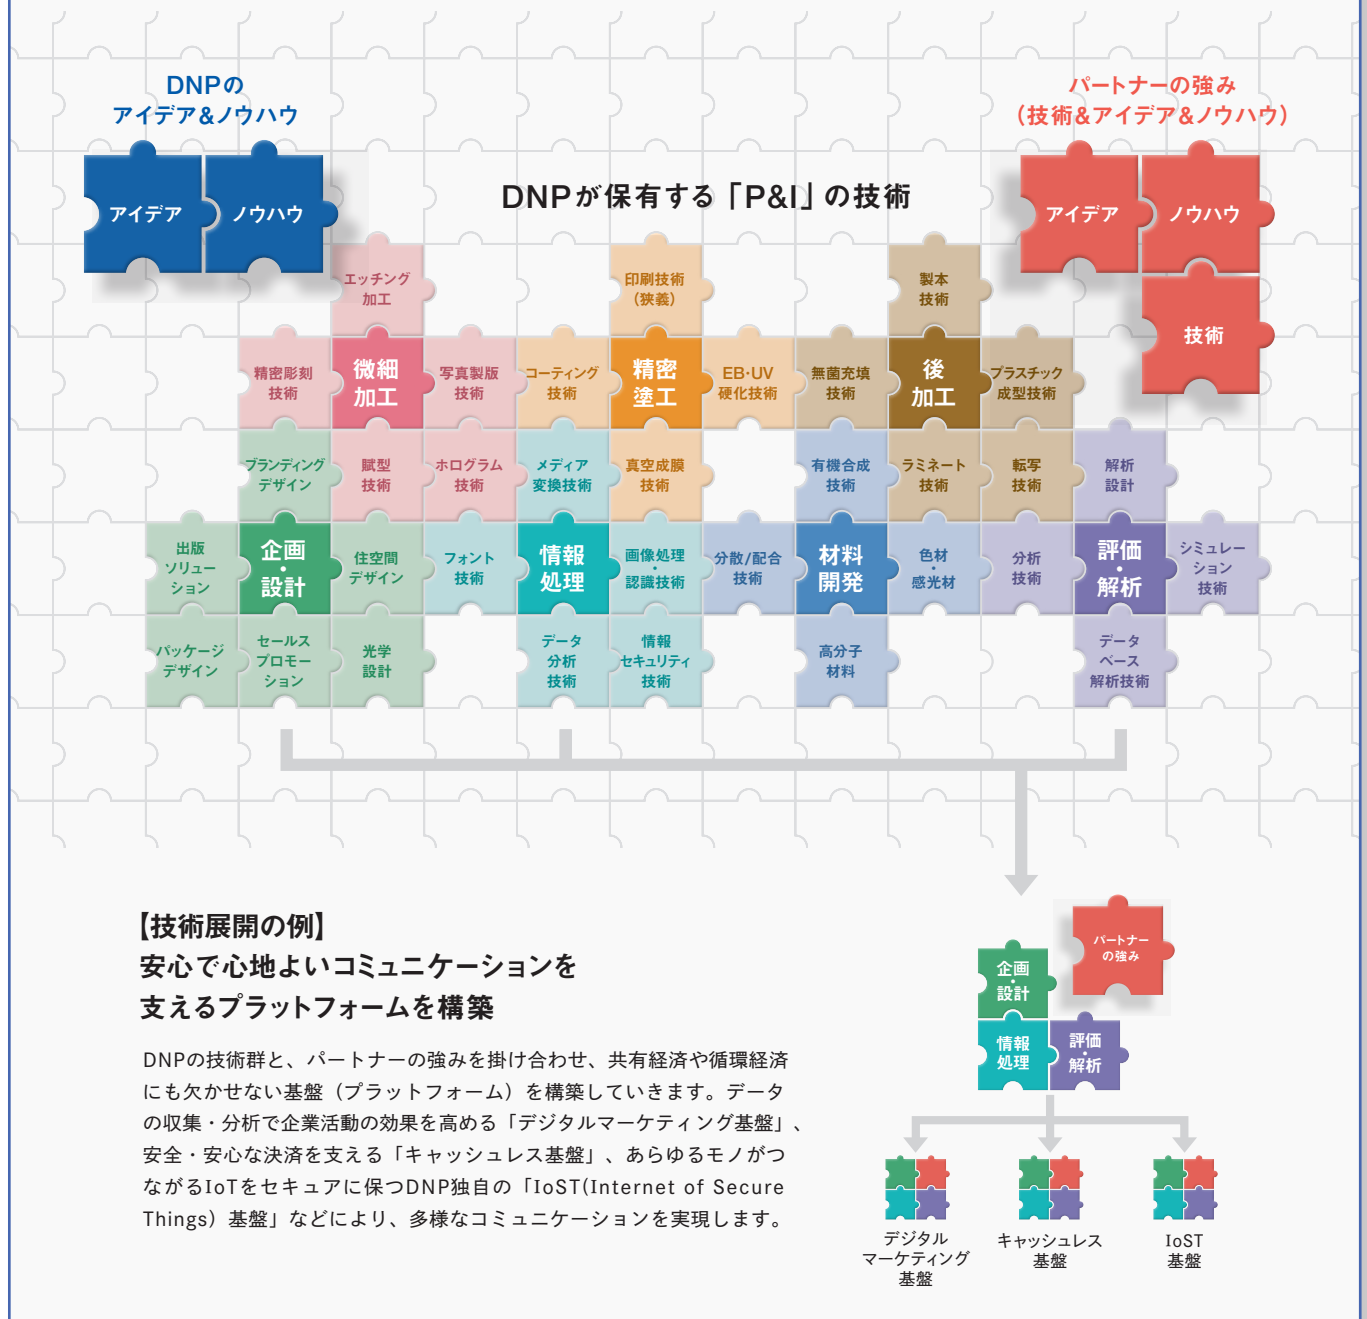 DNPの
アイデア&ノウハウ
アイデア
ノウハウ
パートナーの強み
(技術&アイデア&ノウハウ)
アイデア
ノウハウ
技術
DNPが保有する「P&I」の技術
エッチング
加工
印刷技術
(狭義)
製本
技術
精密彫刻
技術
微細
加工
写真製版
技術
コーティング
技術
精密
塗工
EB・UV
硬化技術
無菌充填
技術
後
加工
プラスチック
成型技術
ブランディング
デザイン
賦型
技術
ホログラム
技術
メディア
変換技術
真空成膜
技術
有機合成
技術
ラミネート
技術
転写
技術
解析
設計
出版
ソリュー
ション
企画
・
設計
住空間
デザイン
フォント
技術
情報
処理
画像処理
・
認識技術
分散/配合
技術
材料
開発
色材
・
感光材
分析
技術
評価
・
解析
シミュレー
ション
技術
パッケージ
デザイン
セールス
プロモー
ション
光学
設計
データ
分析
技術
情報
セキュリティ
技術
高分子
材料
データ
ベース
解析技術
【技術展開の例】
安心で心地よいコミュニケーションを
支えるプラットフォームを構築
DNPの技術群と、パートナーの強みを掛け合わせ、共有経済や循環経済
にも欠かせない基盤（プラットフォーム）を構築していきます。データ
の収集・分析で企業活動の効果を高める「デジタルマーケティング基盤」、
安全・安心な決済を支える「キャッシュレス基盤」、あらゆるモノがつ
ながるIoTをセキュアに保つDNP独自の「IoST(Internet of Secure
Things）基盤」などにより、多様なコミュニケーションを実現します。
パートナー
の強み
企画
・
設計
情報
処理
評価
・
解析
デジタル
マーケティング
基盤
キャッシュレス
基盤
IoST
基盤